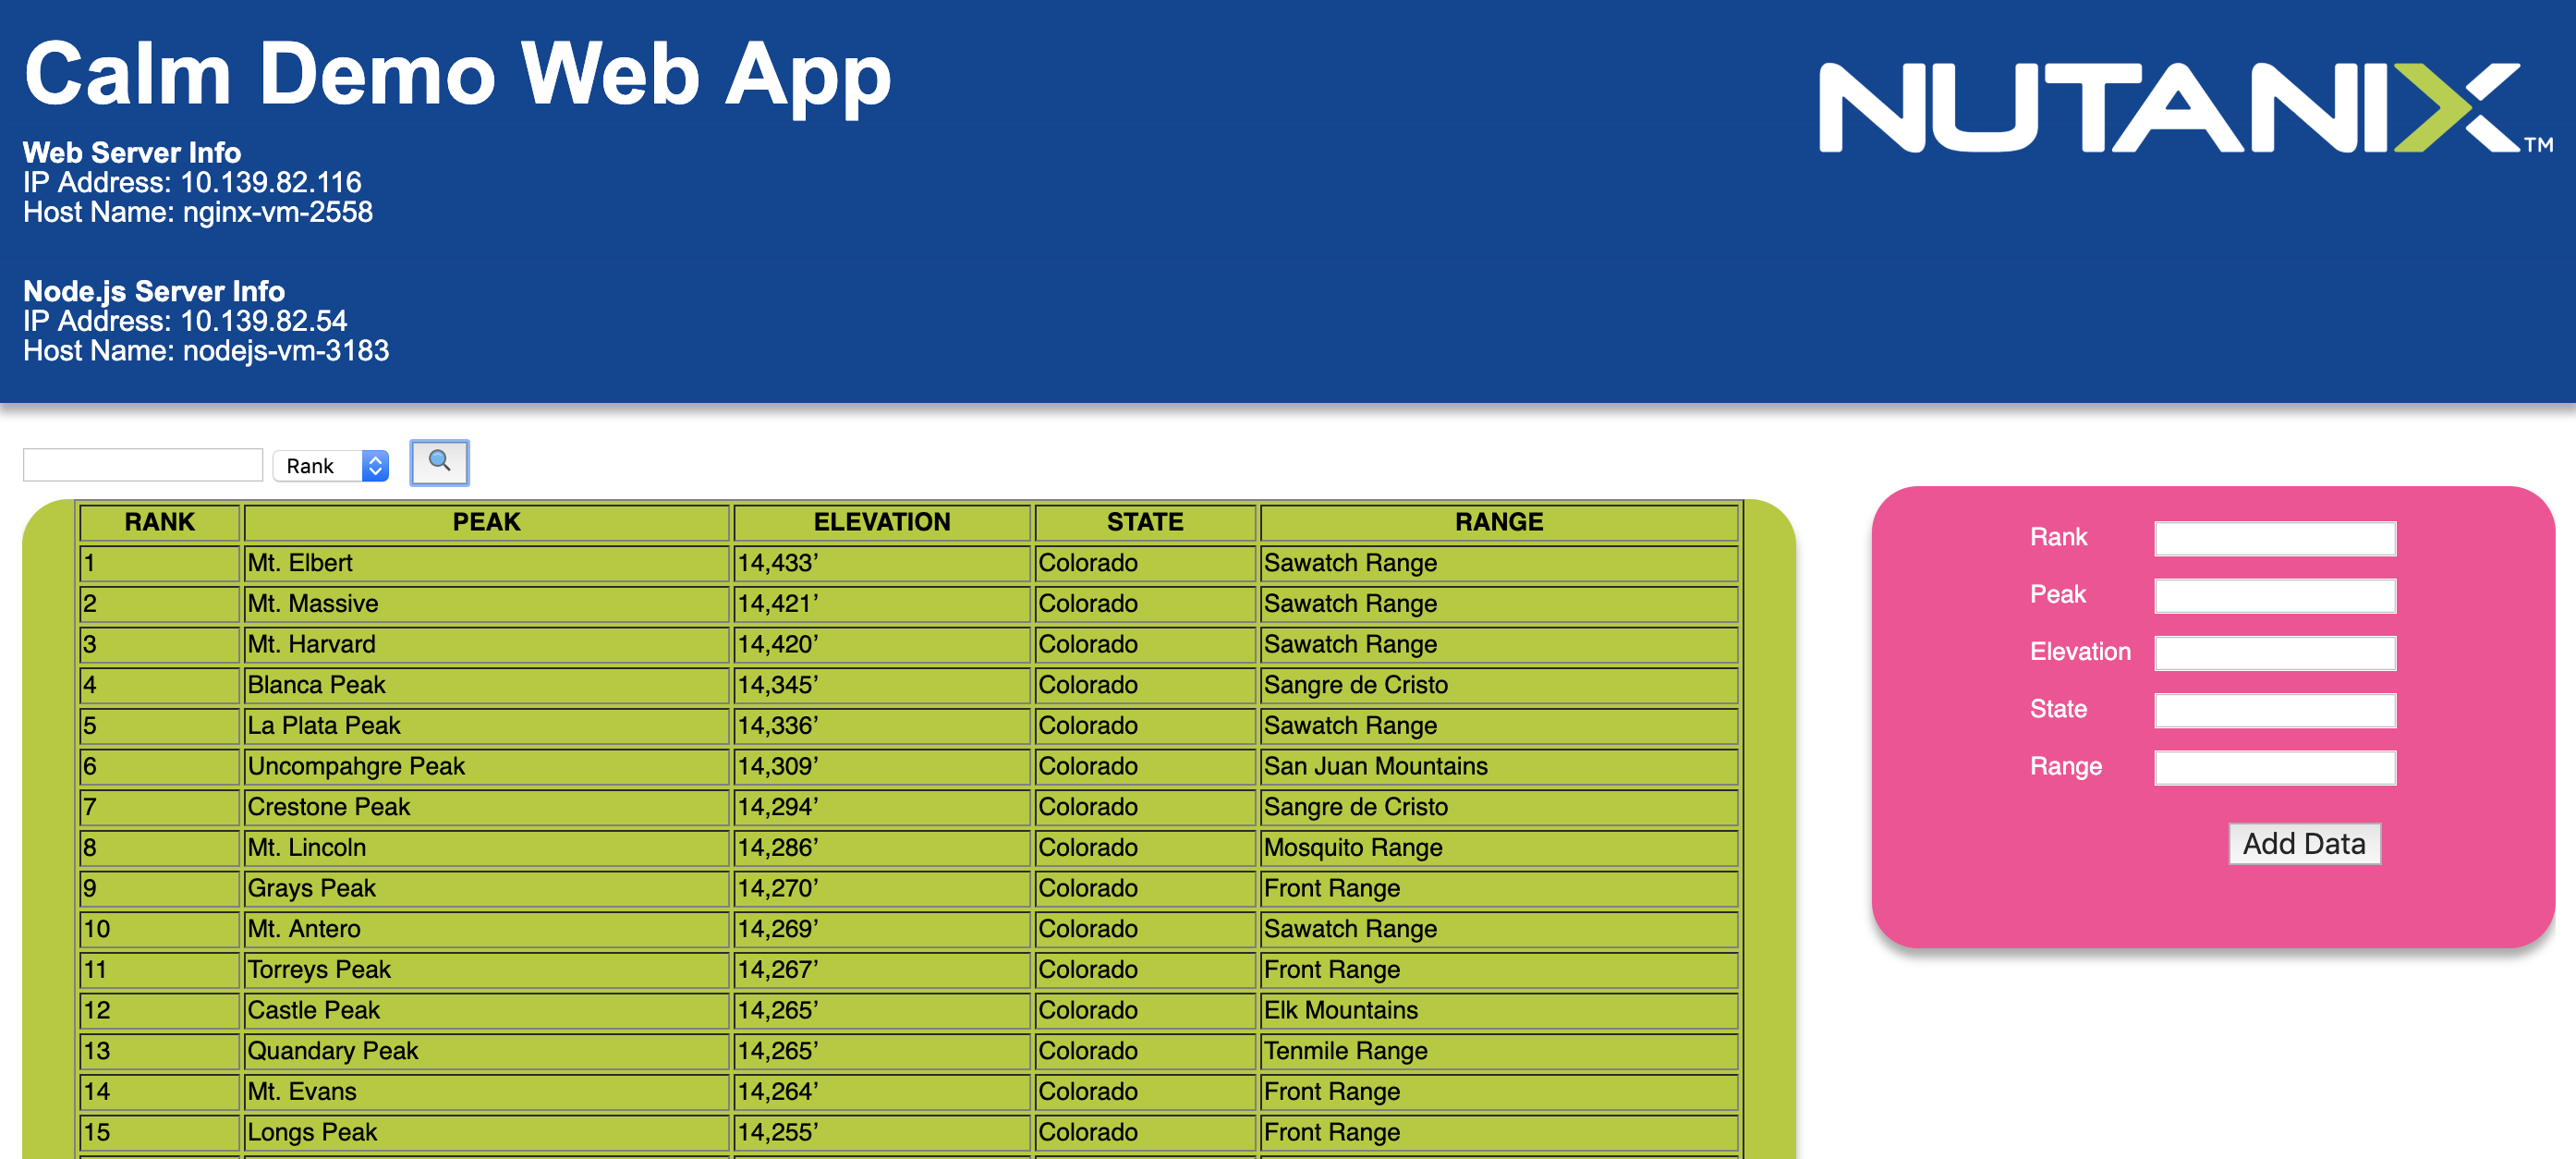 Calm Demo Web App
NUTANIX™
Web Server Info
IP Address: 10.139.82.116
Host Name: nginx-vm-2558
Node.js Server Info
IP Address: 10.139.82.54
Host Name: nodejs-vm-3183
Rank
RANK PEAK ELEVATION STATE RANGE
1 Mt. Elbert 14,433’ Colorado Sawatch Range
2 Mt. Massive 14,421’ Colorado Sawatch Range
3 Mt. Harvard 14,420’ Colorado Sawatch Range
4 Blanca Peak 14,345’ Colorado Sangre de Cristo
5 La Plata Peak 14,336’ Colorado Sawatch Range
6 Uncompahgre Peak 14,309’ Colorado San Juan Mountains
7 Crestone Peak 14,294’ Colorado Sangre de Cristo
8 Mt. Lincoln 14,286’ Colorado Mosquito Range
9 Grays Peak 14,270’ Colorado Front Range
10 Mt. Antero 14,269’ Colorado Sawatch Range
11 Torreys Peak 14,267’ Colorado Front Range
12 Castle Peak 14,265’ Colorado Elk Mountains
13 Quandary Peak 14,265’ Colorado Tenmile Range
14 Mt. Evans 14,264’ Colorado Front Range
15 Longs Peak 14,255’ Colorado Front Range
Rank
Peak
Elevation
State
Range
Add Data